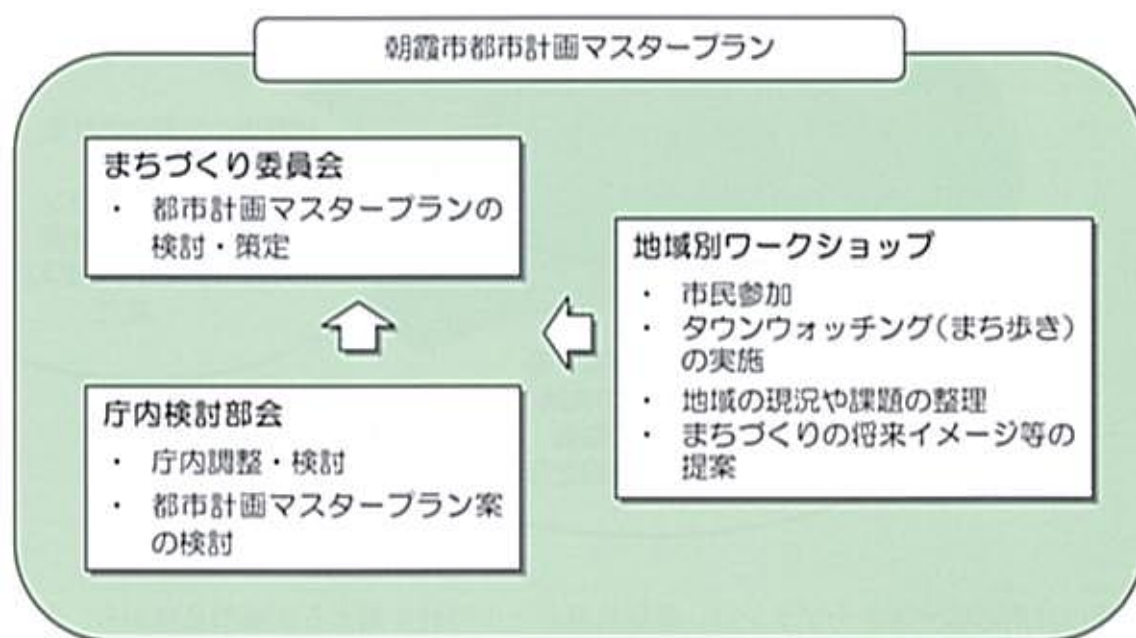 朝霞市都市計画マスタープラン
まちづくり委員会
・ 都市計画マスタープランの
検討・策定
庁内検討部会
・ 庁内調整・検討
・ 都市計画マスタープラン案
の検討
地域別ワークショップ
・ 市民参加
・ タウンウォッチング(まち歩き)
の実施
・ 地域の現況や課題の整理
・ まちづくりの将来イメージ等の
提案